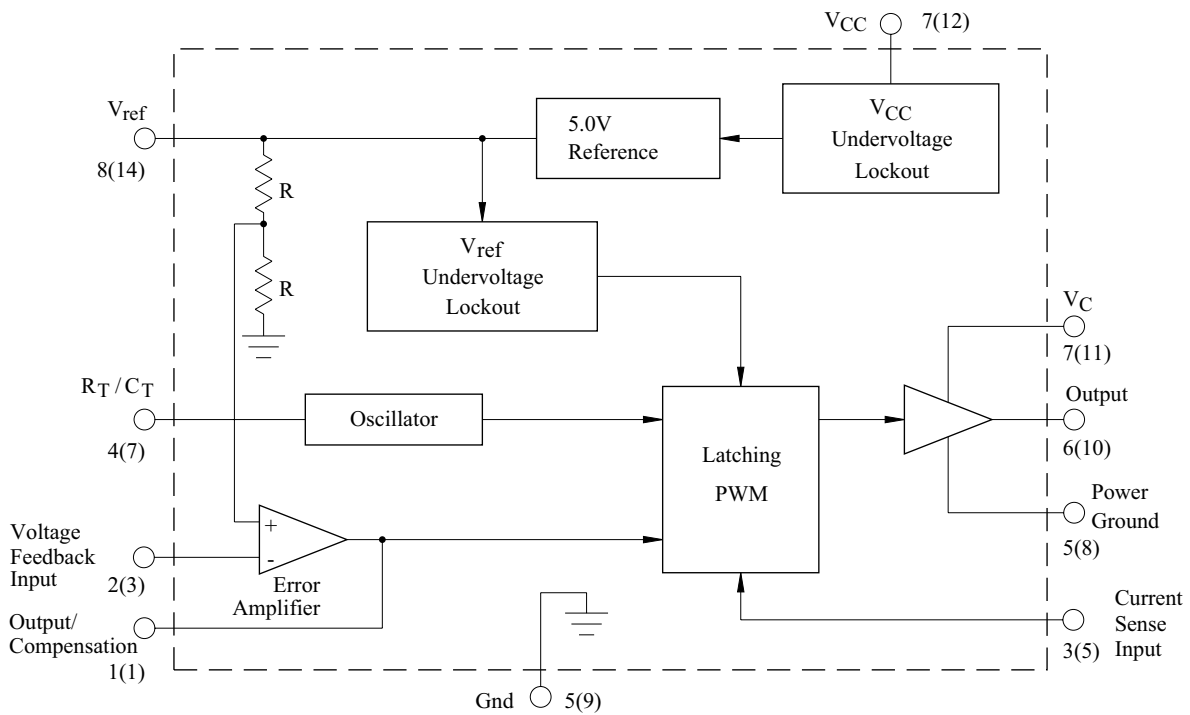 VCC 7(12)
Vref
8(14)
5.0V
Reference
VCC
Undervoltage
Lockout
R
R
Vref
Undervoltage
Lockout
VC
7(11)
RT / CT
4(7)
Oscillator
Latching
PWM
Output
6(10)
Power
Ground
5(8)
Voltage
Feedback
Input
2(3)
+
-
Error
Amplifier
Output/
Compensation
1(1)
Current
Sense
Input
3(5)
Gnd 5(9)